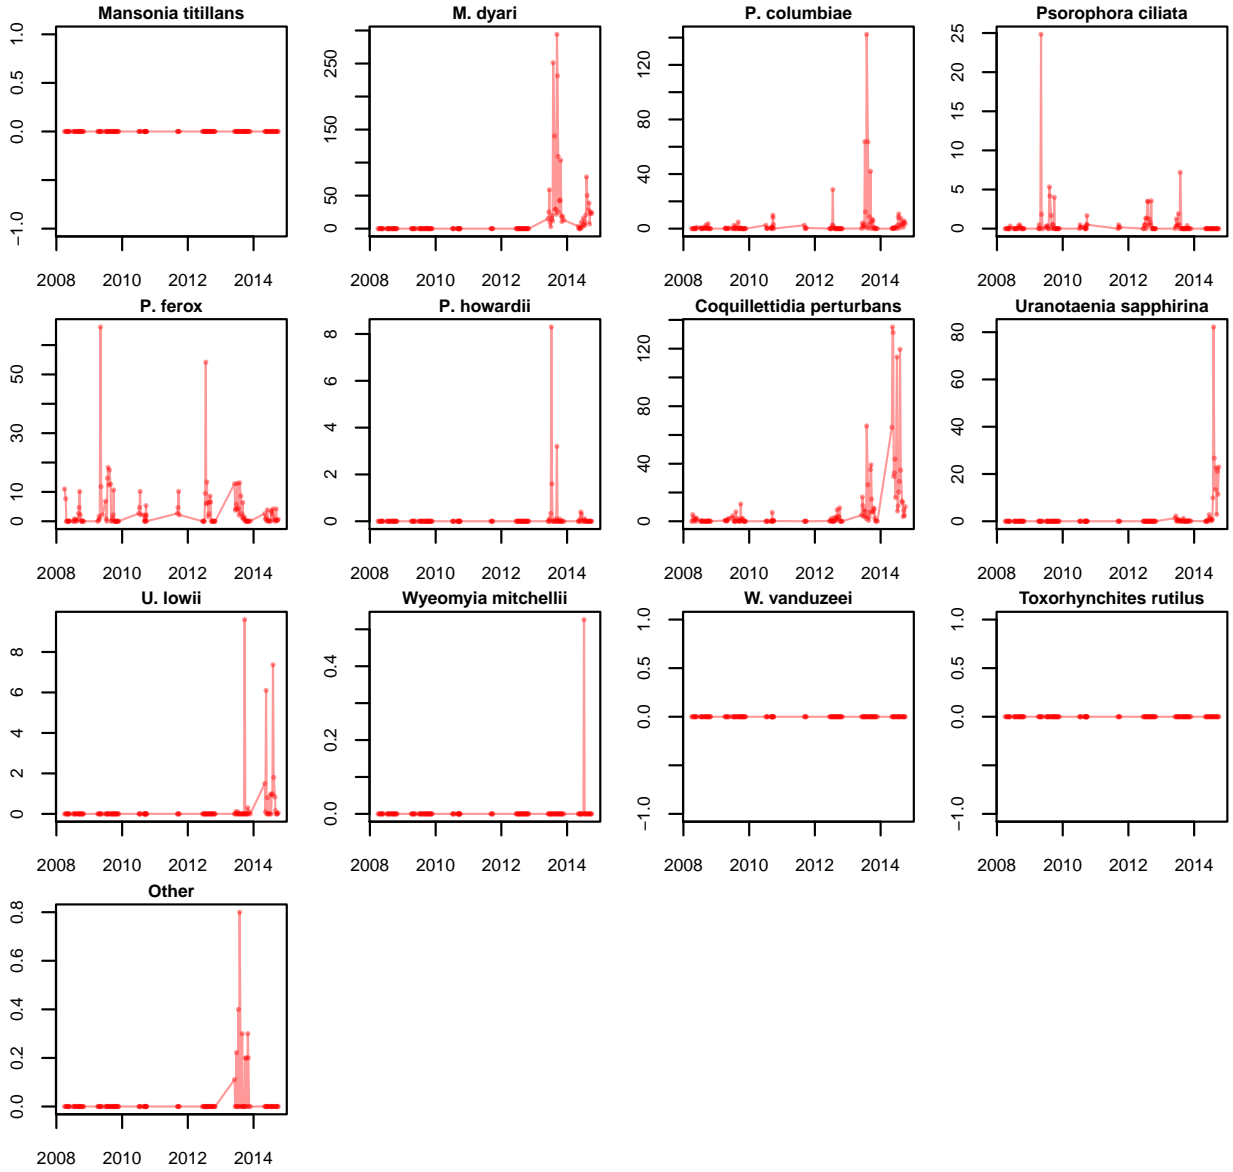 Mansonia titillans
1.0
0.5
0.0
−1.0
2008 2010 2012 2014
M. dyari
250
150
50
0
2008 2010 2012 2014
P. columbiae
120
80
40
0
2008 2010 2012 2014
Psorophora ciliata
25
20
15
10
5
0
2008 2010 2012 2014
P. ferox
50
30
10
0
2008 2010 2012 2014
P. howardii
8
6
4
2
0
2008 2010 2012 2014
Coquillettidia perturbans
120
80
60
40
20
0
2008 2010 2012 2014
Uranotaenia sapphirina
80
60
40
20
0
2008 2010 2012 2014
U. lowii
8
6
4
2
0
2008 2010 2012 2014
Wyeomyia mitchellii
0.4
0.2
0.0
2008 2010 2012 2014
W. vanduzeei
1.0
0.5
0.0
−1.0
2008 2010 2012 2014
Toxorhynchites rutilus
1.0
0.5
0.0
−1.0
2008 2010 2012 2014
Other
0.8
0.6
0.4
0.2
0.0
2008 2010 2012 2014